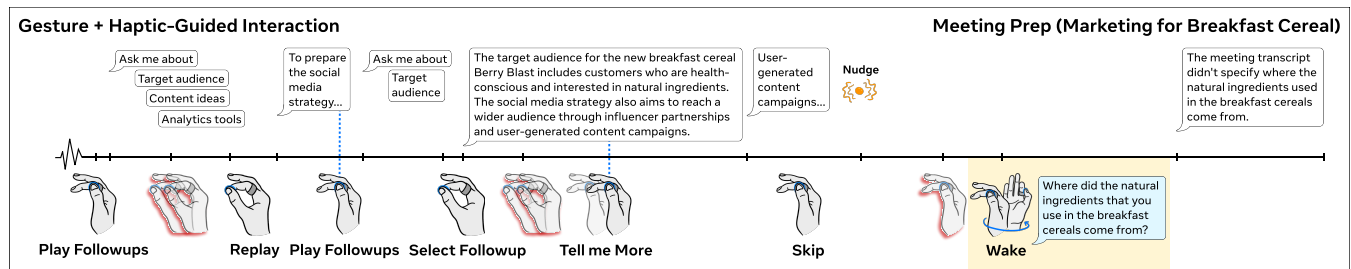 Gesture + Haptic-Guided Interaction
Meeting Prep (Marketing for Breakfast Cereal)
Ask me about
Target audience
Content ideas
Analytics tools
To prepare
the social
media
strategy...
Ask me about
Target
audience
The target audience for the new breakfast cereal
Berry Blast includes customers who are health-
conscious and interested in natural ingredients.
The social media strategy also aims to reach a
wider audience through influencer partnerships
and user-generated content campaigns.
User-
generated
content
campaigns...
Nudge
The meeting transcript
didn't specify where the
natural ingredients used
in the breakfast cereals
come from.
Play Followups
Replay
Play Followups
Select Followup
Tell me More
Skip
Wake
Where did the natural
ingredients that you
use in the breakfast
cereals come from?